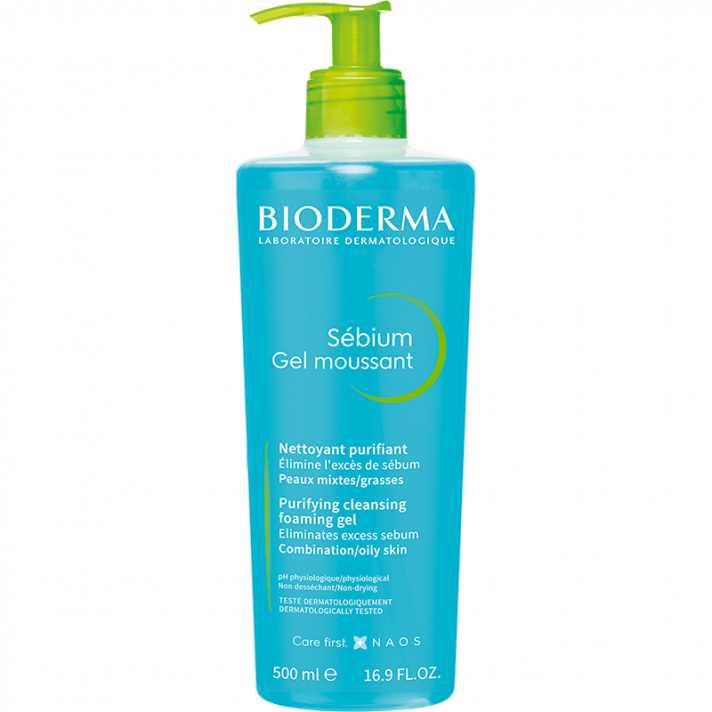 BIODERMA
LABORATOIRE DERMATOLOGIQUE
Sébium
Gel moussant
Nettoyant purifiant
Élimine l'excès de sébum
Peaux mixtes/grasses
Purifying cleansing
foaming gel
Eliminates excess sebum
Combination/oily skin
pH physiologique/physiological
Non desséchant/Non-drying
TESTÉ DERMATOLOGIQUEMENT
DERMATOLOGICALLY TESTED
Care first. NAOS
500 ml e 16.9 FL.OZ.